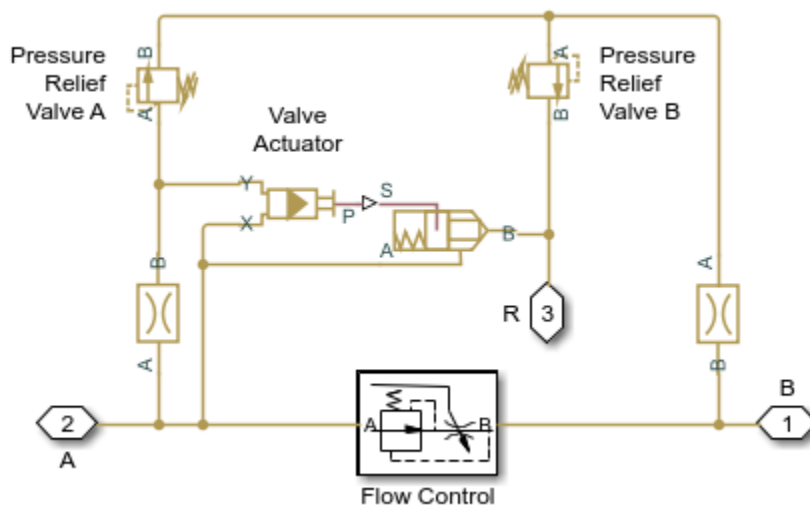 B
A
Pressure
Relief
Valve A
Pressure
Relief
Valve B
A
B
Valve
Actuator
Y
X
P
S
A
B
B
A
R
3
A
B
2
A
A
B
Flow Control
B
1